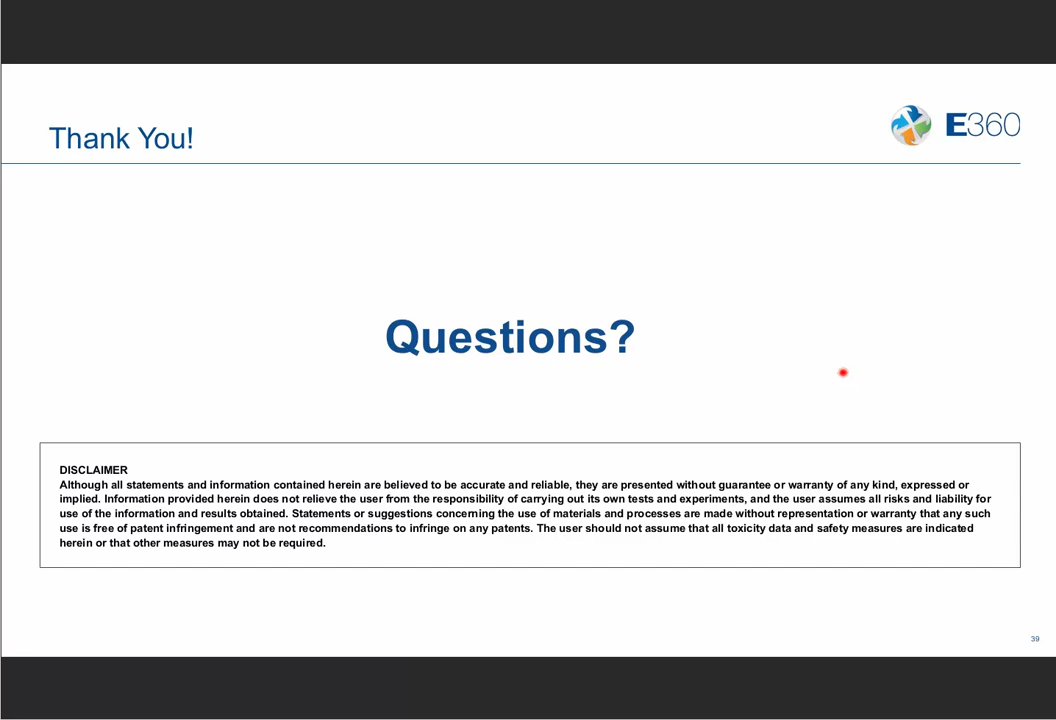 Thank You!
E360
Questions?
DISCLAIMER
Although all statements and information contained herein are believed to be accurate and reliable, they are presented without guarantee or warranty of any kind, expressed or
implied. Information provided herein does not relieve the user from the responsibility of carrying out its own tests and experiments, and the user assumes all risks and liability for
use of the information and results obtained. Statements or suggestions concerning the use of materials and processes are made without representation or warranty that any such
use is free of patent infringement and are not recommendations to infringe on any patents. The user should not assume that all toxicity data and safety measures are indicated
herein or that other measures may not be required.
39